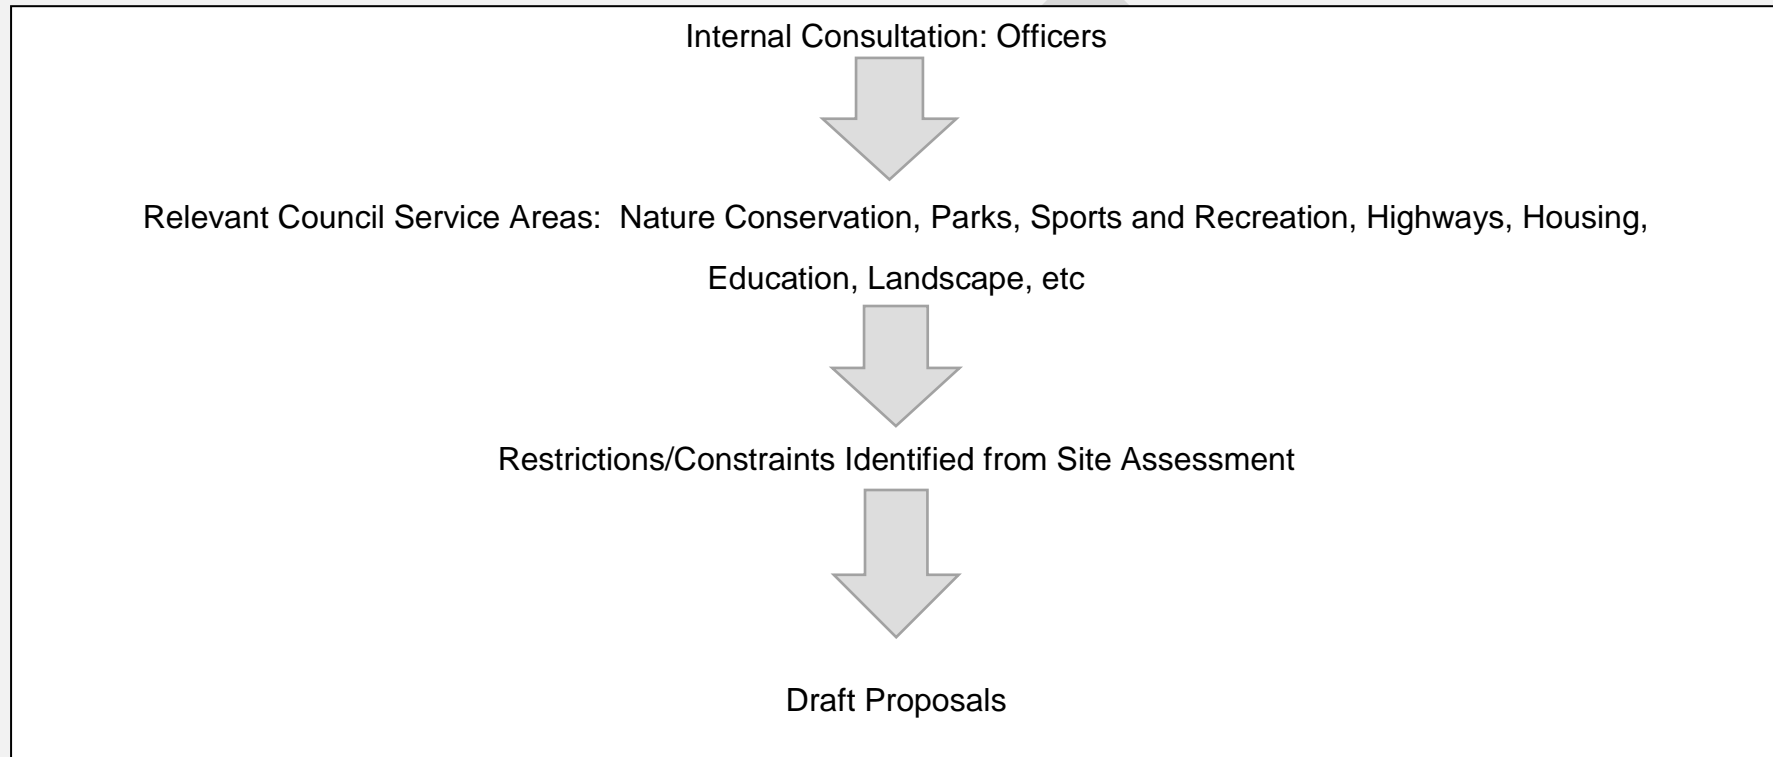 Internal Consultation: Officers
Relevant Council Service Areas:  Nature Conservation, Parks, Sports and Recreation, Highways, Housing,
Education, Landscape, etc
Restrictions/Constraints Identified from Site Assessment
Draft Proposals